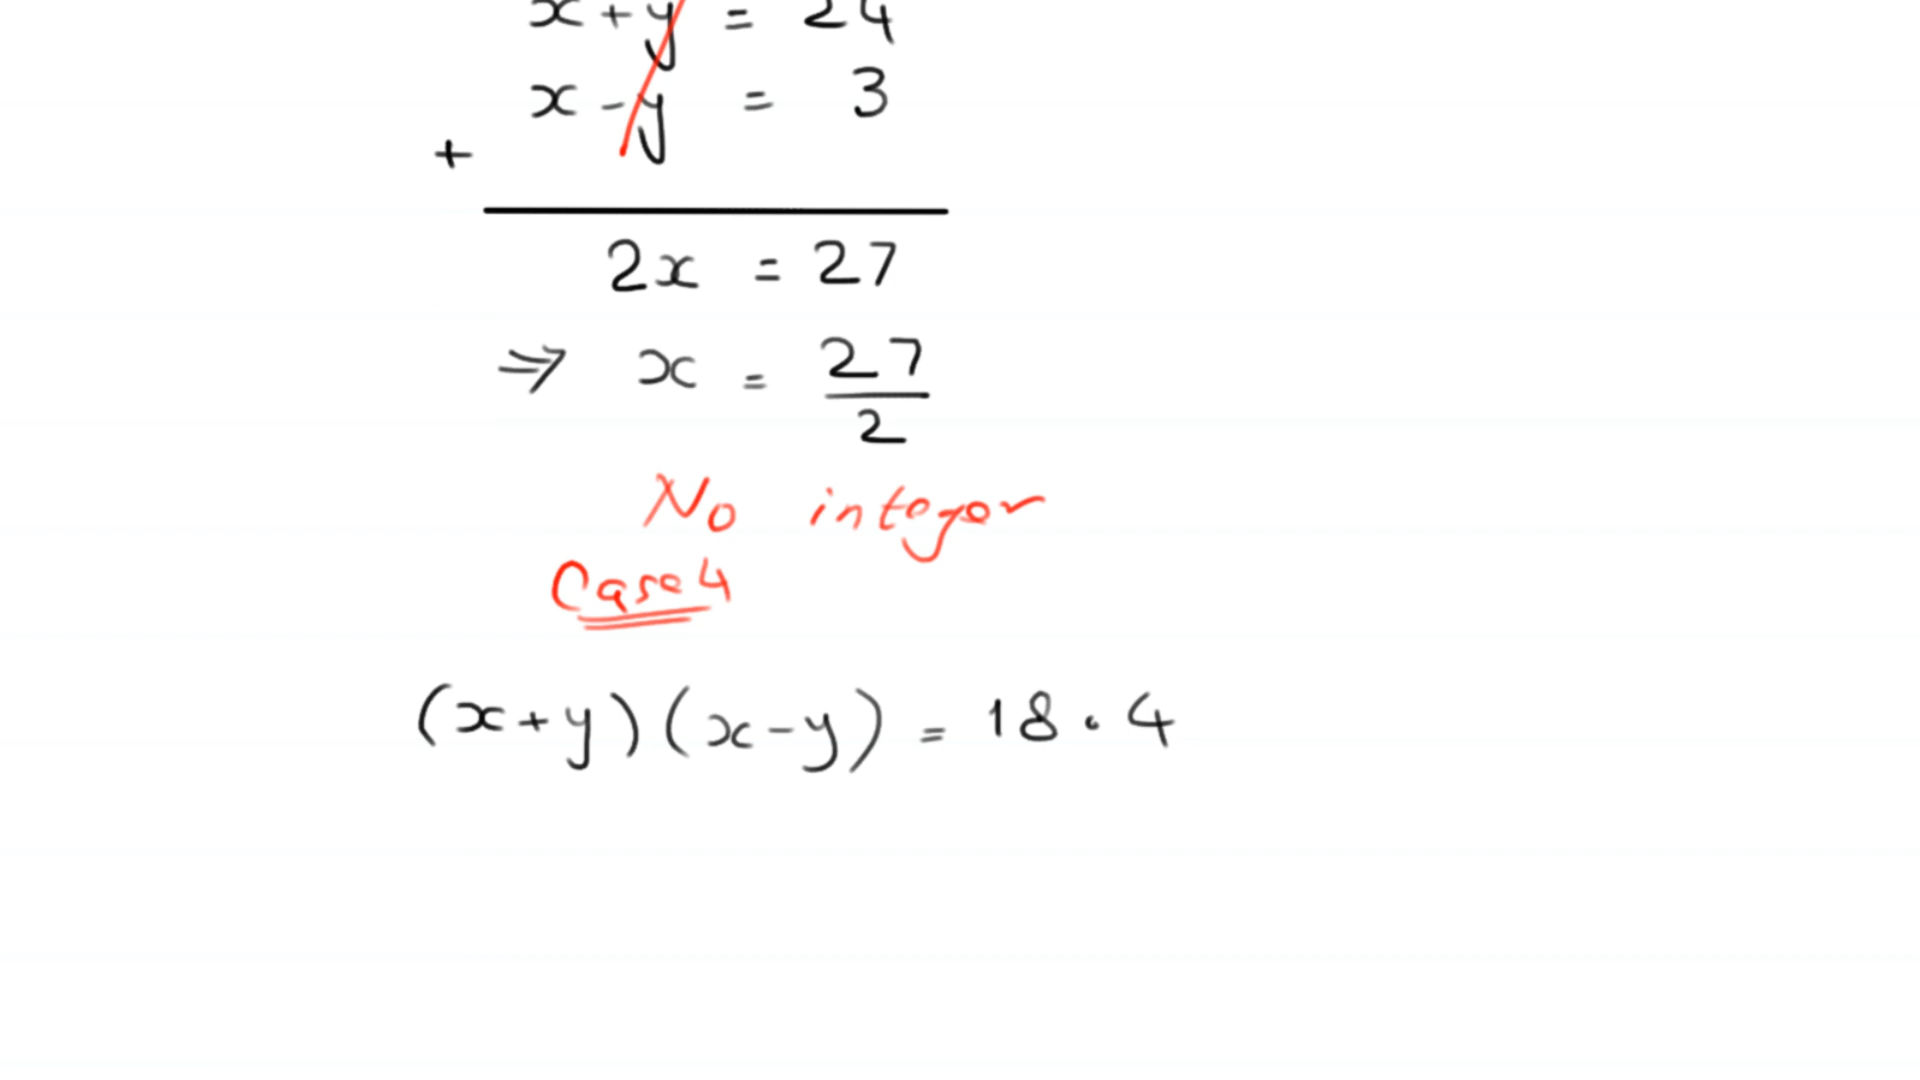 x + y = 24
x - y = 3
+
2x = 27
⇒ x = 27/2
No integer
Case 4
(x+y)(x-y) = 18 · 4